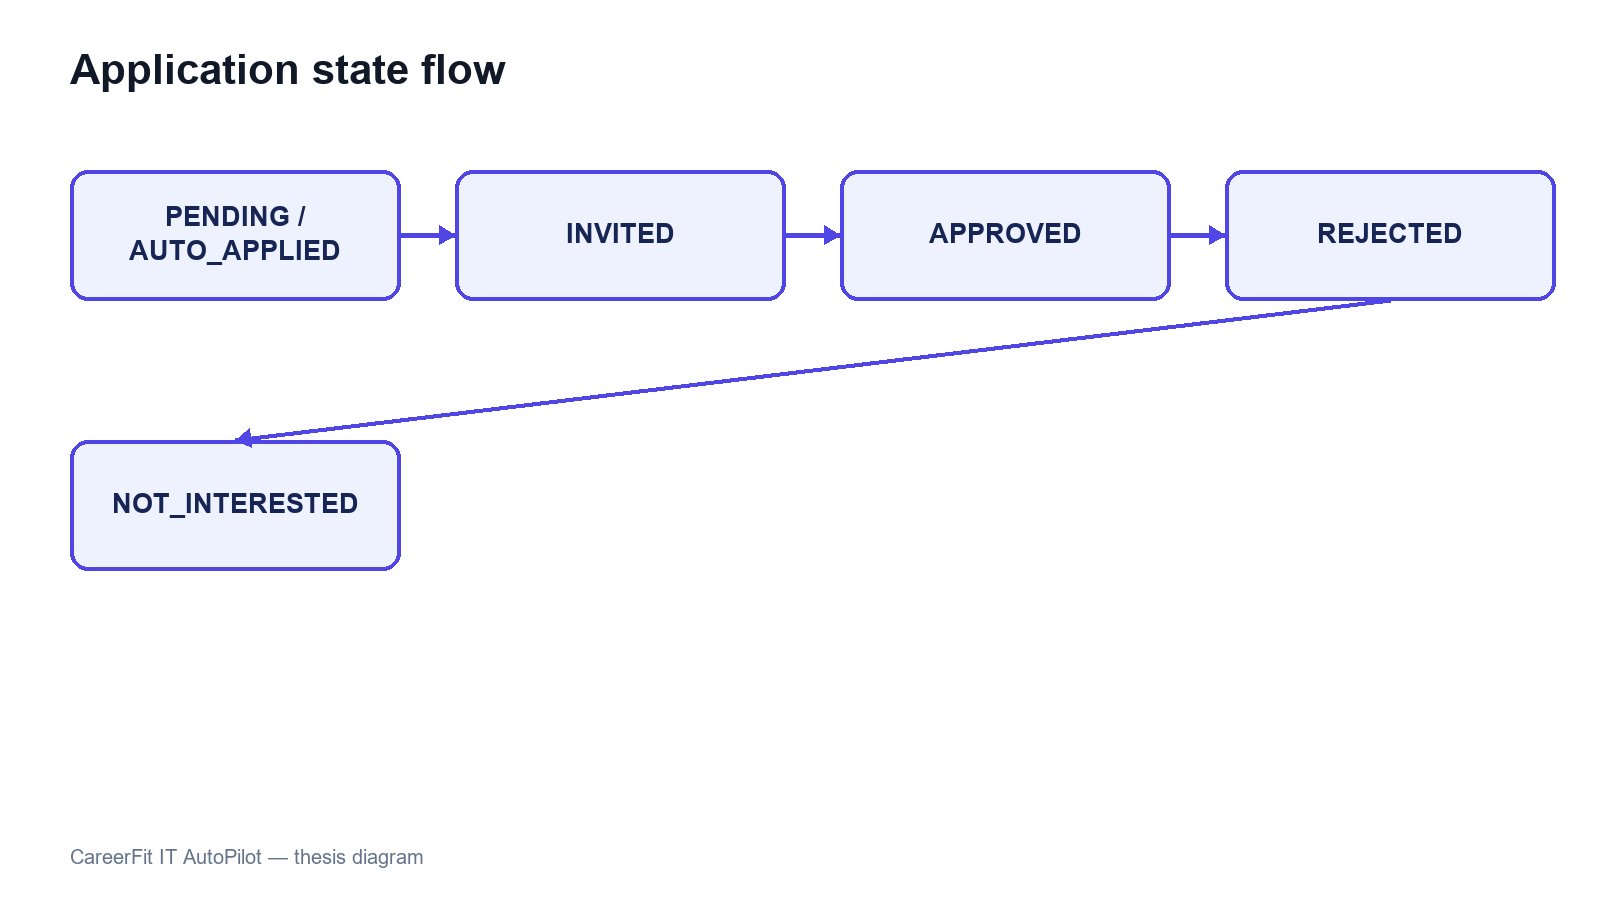 Application state flow
PENDING /
AUTO_APPLIED
INVITED
APPROVED
REJECTED
NOT_INTERESTED
CareerFit IT AutoPilot — thesis diagram